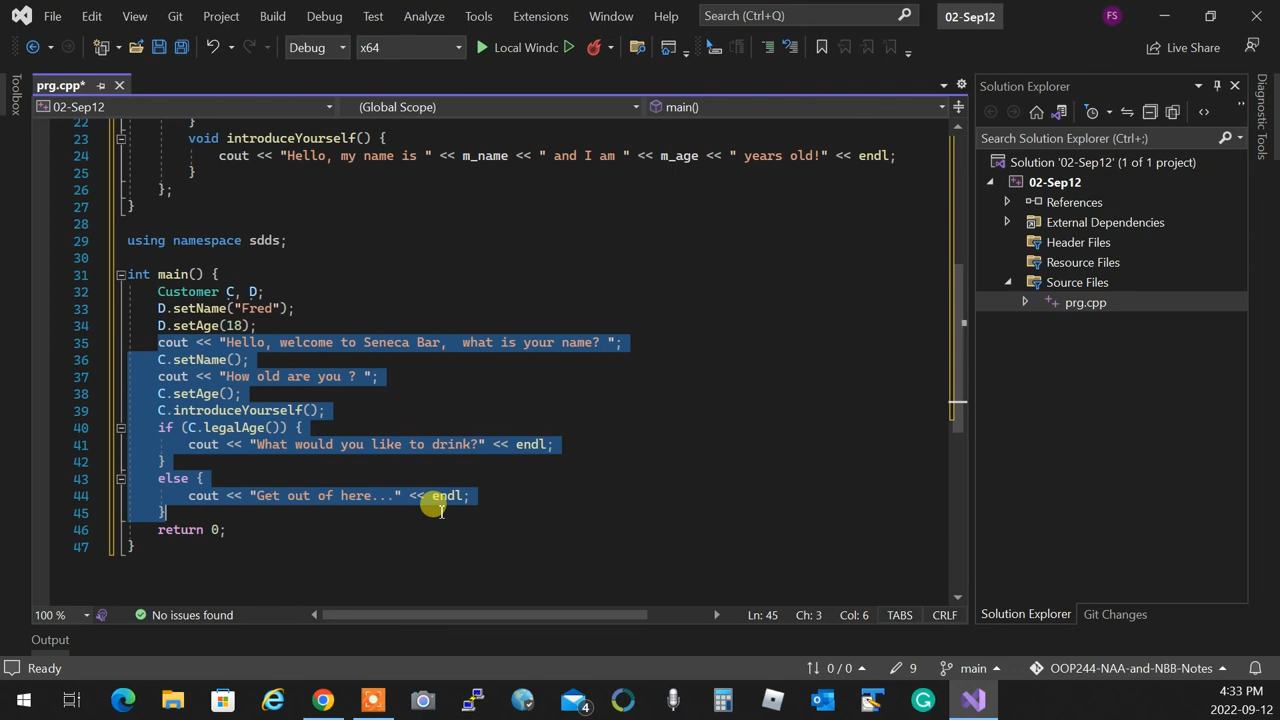 File Edit View Git Project Build Debug Test Analyze Tools Extensions Window Help Search (Ctrl+Q) 02-Sep12 FS
Debug x64 Local Windc Live Share
Toolbox
prg.cpp*
02-Sep12 (Global Scope) main()
22 }
23 void introduceYourself() {
24 cout << "Hello, my name is " << m_name << " and I am " << m_age << " years old!" << endl;
25 }
26 };
27 }
28
29 using namespace sdds;
30
31 int main() {
32 Customer C, D;
33 D.setName("Fred");
34 D.setAge(18);
35 cout << "Hello, welcome to Seneca Bar,  what is your name? ";
36 C.setName();
37 cout << "How old are you ? ";
38 C.setAge();
39 C.introduceYourself();
40 if (C.legalAge()) {
41 cout << "What would you like to drink?" << endl;
42 }
43 else {
44 cout << "Get out of here..." << endl;
45 }
46 return 0;
47 }
100 % No issues found Ln: 45 Ch: 3 Col: 6 TABS CRLF
Solution Explorer
Search Solution Explorer (Ctrl+;)
Solution '02-Sep12' (1 of 1 project)
02-Sep12
References
External Dependencies
Header Files
Resource Files
Source Files
prg.cpp
Solution Explorer Git Changes
Diagnostic Tools
Output
Ready 0 / 0 9 main OOP244-NAA-and-NBB-Notes
4
4:33 PM
2022-09-12